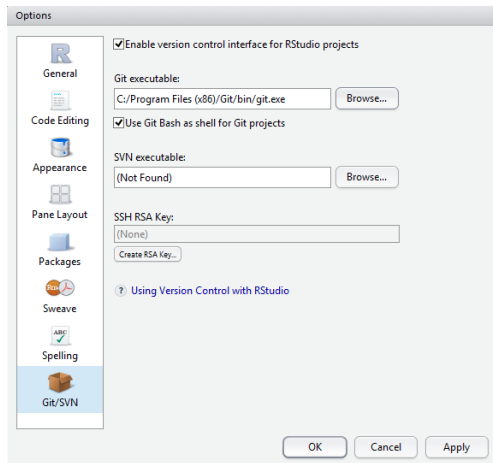 Options
General
Code Editing
Appearance
Pane Layout
Packages
Sweave
ABC
Spelling
Git/SVN
Enable version control interface for RStudio projects
Git executable:
C:/Program Files (x86)/Git/bin/git.exe
Browse...
Use Git Bash as shell for Git projects
SVN executable:
(Not Found)
Browse...
SSH RSA Key:
(None)
Create RSA Key...
? Using Version Control with RStudio
OK
Cancel
Apply